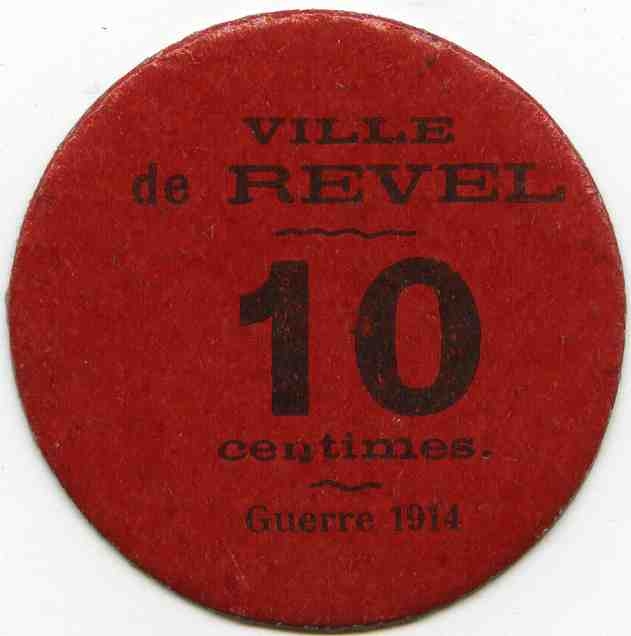 VILLE
de REVEL
10
centimes.
Guerre 1914